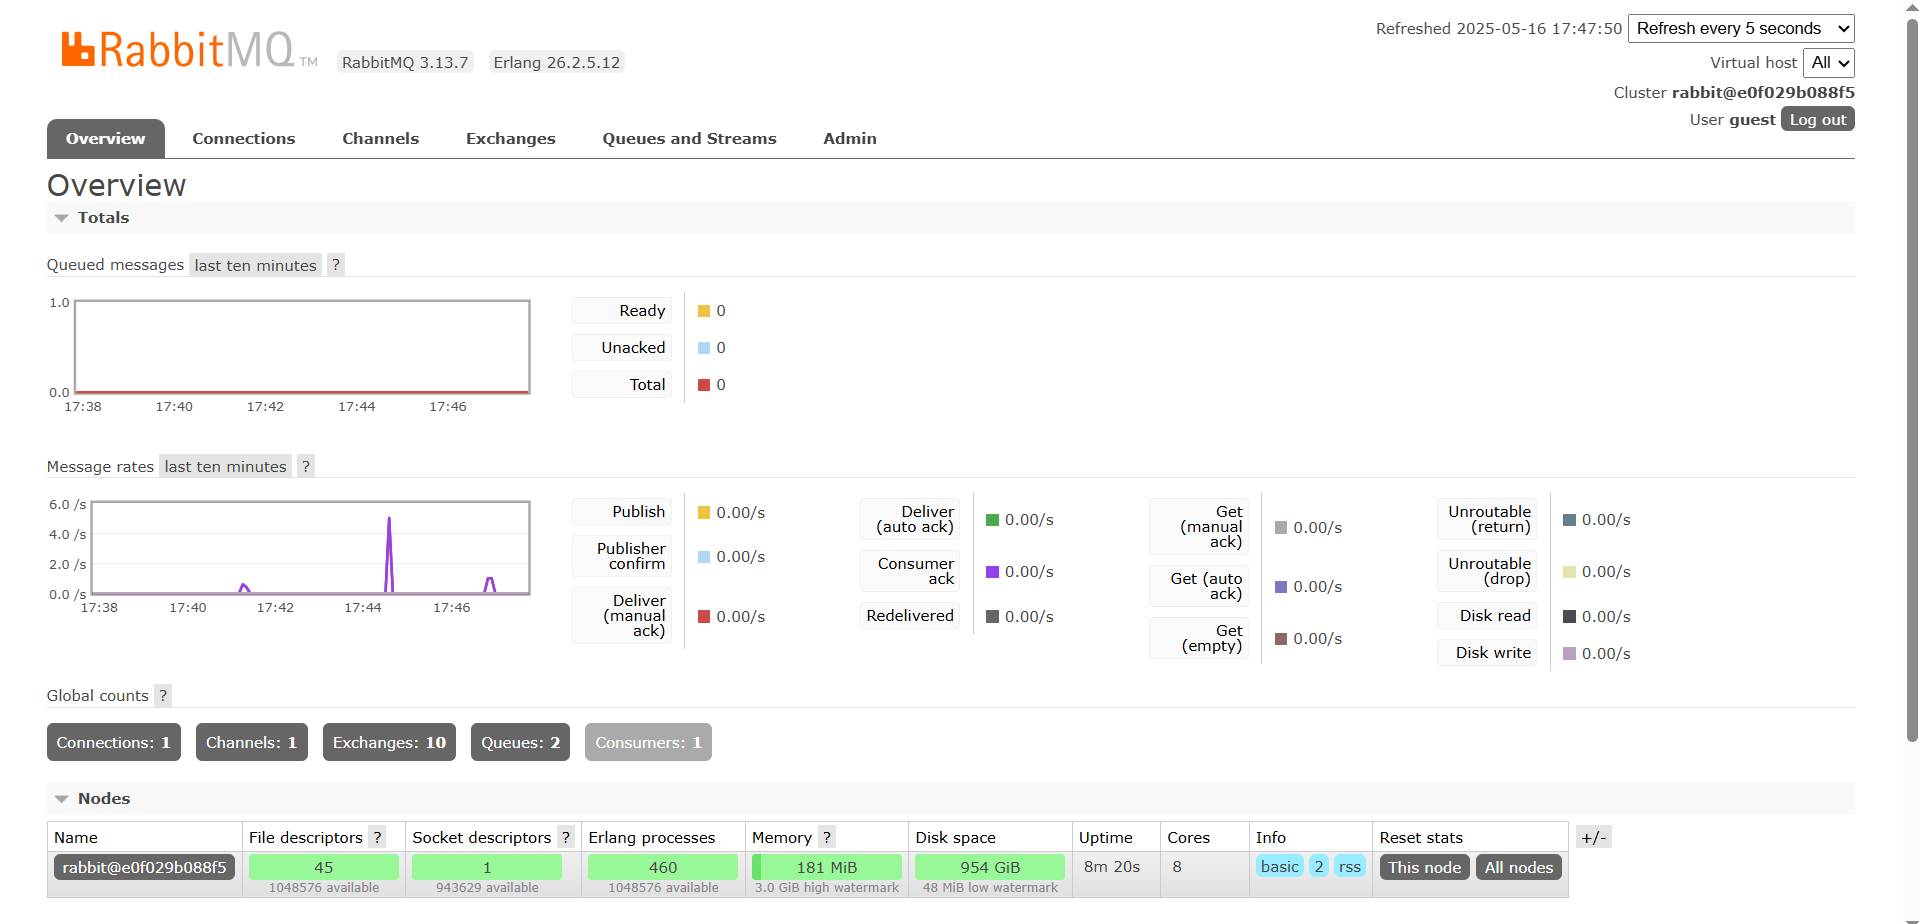 RabbitMQ TM RabbitMQ 3.13.7 Erlang 26.2.5.12
Refreshed 2025-05-16 17:47:50 Refresh every 5 seconds
Virtual host All
Cluster rabbit@e0f029b088f5
User guest Log out
Overview Connections Channels Exchanges Queues and Streams Admin
Overview
Totals
Queued messages last ten minutes ?
1.0
0.0
17:38 17:40 17:42 17:44 17:46
Ready 0
Unacked 0
Total 0
Message rates last ten minutes ?
6.0 /s
4.0 /s
2.0 /s
0.0 /s
17:38 17:40 17:42 17:44 17:46
Publish 0.00/s
Publisher
confirm 0.00/s
Deliver
(manual
ack) 0.00/s
Deliver
(auto ack) 0.00/s
Consumer
ack 0.00/s
Redelivered 0.00/s
Get
(manual
ack) 0.00/s
Get (auto
ack) 0.00/s
Get
(empty) 0.00/s
Unroutable
(return) 0.00/s
Unroutable
(drop) 0.00/s
Disk read 0.00/s
Disk write 0.00/s
Global counts ?
Connections: 1 Channels: 1 Exchanges: 10 Queues: 2 Consumers: 1
Nodes
Name File descriptors ? Socket descriptors ? Erlang processes Memory ? Disk space Uptime Cores Info Reset stats +/-
rabbit@e0f029b088f5 45 1 460 181 MiB 954 GiB 8m 20s 8 basic 2 rss This node All nodes
1048576 available 943629 available 1048576 available 3.0 GiB high watermark 48 MiB low watermark